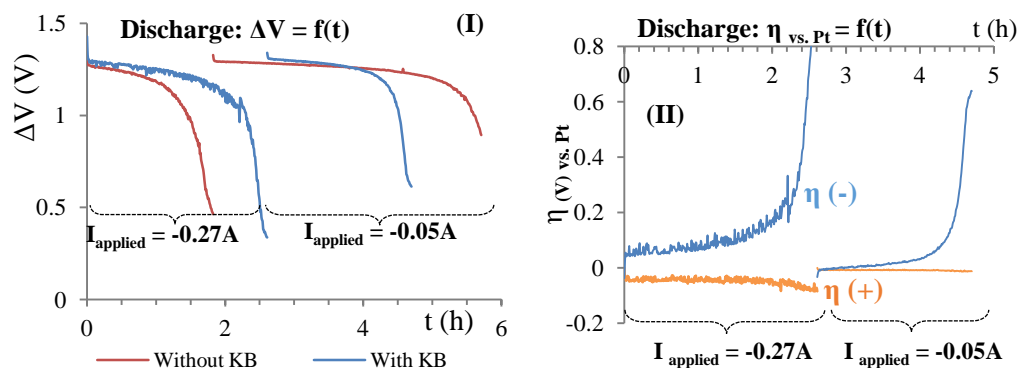 Discharge: ΔV = f(t)
(I)
ΔV (V)
1.5
1
0.5
0
I applied = -0.27A
I applied = -0.05A
0
2
4
6
t (h)
Without KB
With KB
Discharge: η vs. Pt = f(t)
t (h)
(II)
η (V) vs. Pt
0.8
0.6
0.4
0.2
0
-0.2
0
1
2
3
4
5
η (-)
η (+)
I applied = -0.27A
I applied = -0.05A